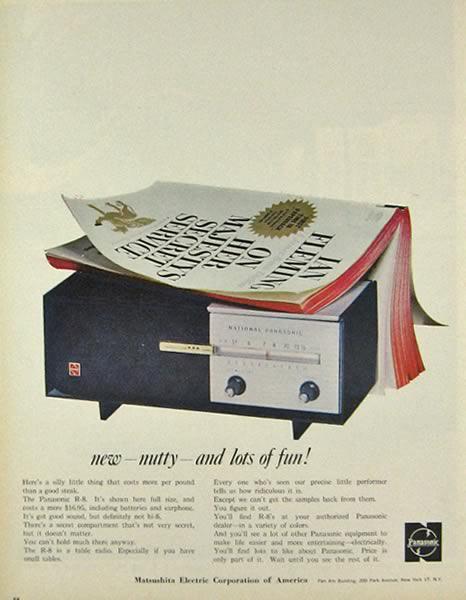 IAN
FLEMING
ON HER
MAJESTY'S
SECRET
SERVICE
NATIONAL PANASONIC
new—nutty—and lots of fun!
Here's a silly little thing that costs more per pound
than a good steak.
The Panasonic R-8. It's shown here full size, and
costs a mere $16.95, including batteries and earphone.
It's got good sound, but definitely not hi-fi.
There's a secret compartment that's not very secret,
but it doesn't matter.
You can't hold much there anyway.
The R-8 is a table radio. Especially if you have
small tables.
Every one who's seen our precise little performer
tells us how ridiculous it is.
Except we can't get the samples back from them.
You figure it out.
You'll find R-8's at your authorized Panasonic
dealer—in a variety of colors.
And you'll see a lot of other Panasonic equipment to
make life easier and more entertaining—electrically.
You'll find lots to like about Panasonic. Price is
only part of it. Wait until you see the rest of it.
Panasonic
Matsushita Electric Corporation of America Pan Am Building, 200 Park Avenue, New York 17, N.Y.